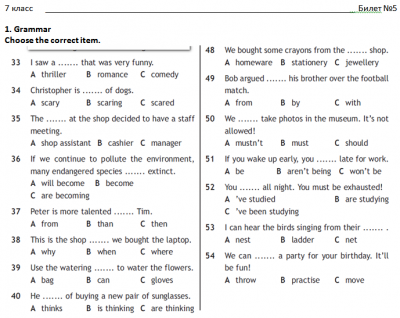 7 класс Билет №5
1. Grammar
Choose the correct item.
33 I saw a ....... that was very funny.
A thriller B romance C comedy
34 Christopher is ....... of dogs.
A scary B scaring C scared
35 The ....... at the shop decided to have a staff
meeting.
A shop assistant B cashier C manager
36 If we continue to pollute the environment,
many endangered species ....... extinct.
A will become B become
C are becoming
37 Peter is more talented ....... Tim.
A from B than C then
38 This is the shop ....... we bought the laptop.
A why B when C where
39 Use the watering ....... to water the flowers.
A bag B can C gloves
40 He ....... of buying a new pair of sunglasses.
A thinks B is thinking C are thinking
48 We bought some crayons from the ....... shop.
A homeware B stationery C jewellery
49 Bob argued ....... his brother over the football
match.
A from B by C with
50 We ....... take photos in the museum. It's not
allowed!
A mustn't B must C should
51 If you wake up early, you ....... late for work.
A be B aren't being C won't be
52 You ....... all night. You must be exhausted!
A 've studied B are studying
C 've been studying
53 I can hear the birds singing from their ....... .
A nest B ladder C net
54 We can ....... a party for your birthday. It'll
be fun!
A throw B practise C move